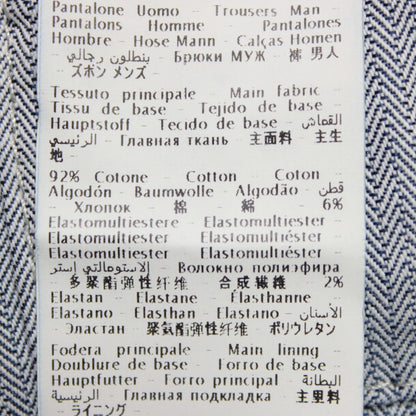 Pantalone Uomo - Trousers Man -
Pantalons Homme - Pantalones
Hombre - Hose Mann - Calças Homen
- بنطلون رجالي - Брюки МУЖ - 裤 男人
- ズボン メンズ -
Tessuto principale - Main fabric -
Tissu de base - Tejido de base -
Hauptstoff - Tecido de base - القماش
الرئيسي - Главная ткань - 主面料 - 主生
地 -
92% Cotone - Cotton - Coton -
Algodón - Baumwolle - Algodão - قطن
- Хлопок - 棉 - 綿 - 6%
Elastomultiestere - Elastomultiester -
Elastomultiester - Elastomultiéster -
Elastomultiester - Elastomultiéster -
الاستومالتي استر - Волокно полиэфира
- 多聚酯弹性纤维 - 合成繊維 2%
Elastan - Elastane - Élasthanne -
Elastano - Elasthan - Elastano - الأستان
- Эластан - 聚氨酯弹性纤维 - ポリウレタン
Fodera principale - Main lining -
Doublure de base - Forro de base -
Hauptfutter - Forro principal - البطانة
الرئيسية - Главная подкладка - 主里料
- ライニング -